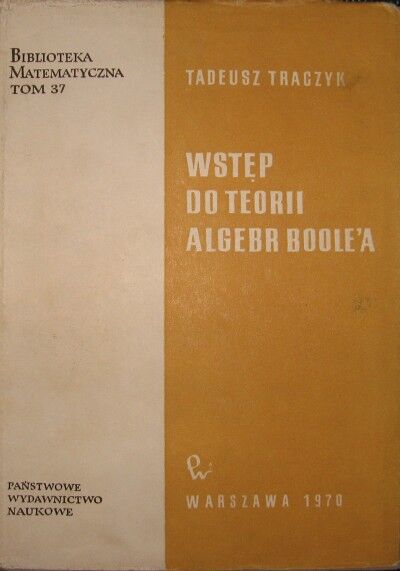 BIBLIOTEKA
MATEMATYCZNA
TOM 37
TADEUSZ TRACZYK
WSTĘP
DO TEORII
ALGEBR BOOLE'A
PAŃSTWOWE
WYDAWNICTWO
NAUKOWE
WARSZAWA 1970